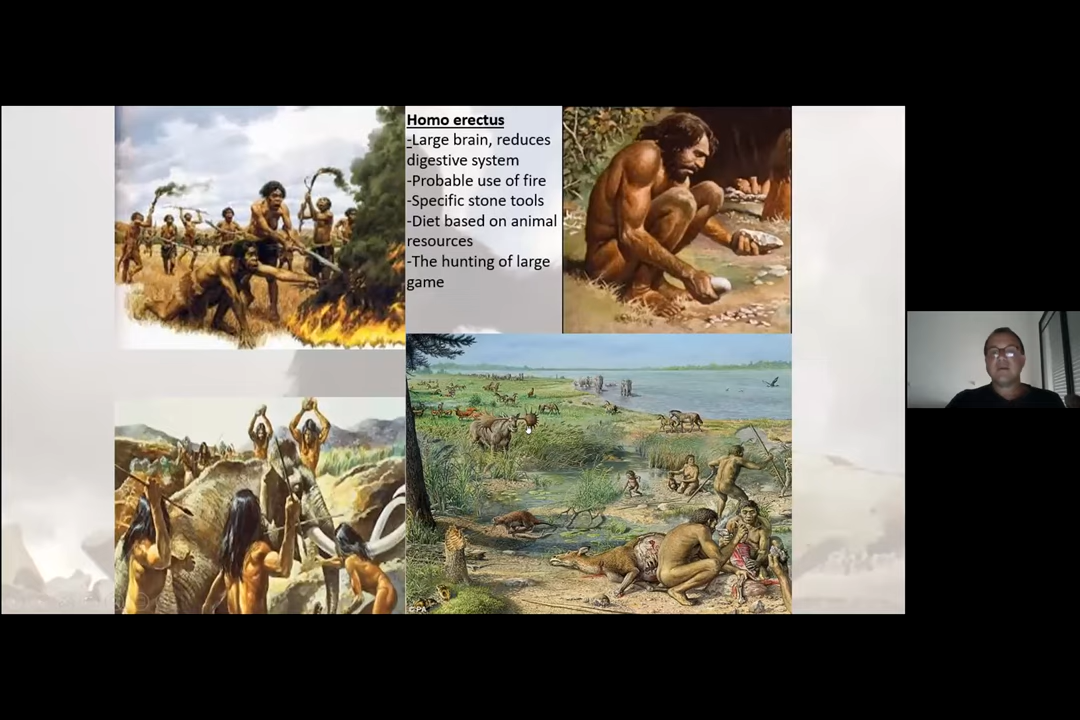 Homo erectus
-Large brain, reduces
digestive system
-Probable use of fire
-Specific stone tools
-Diet based on animal
resources
-The hunting of large
game
© PA